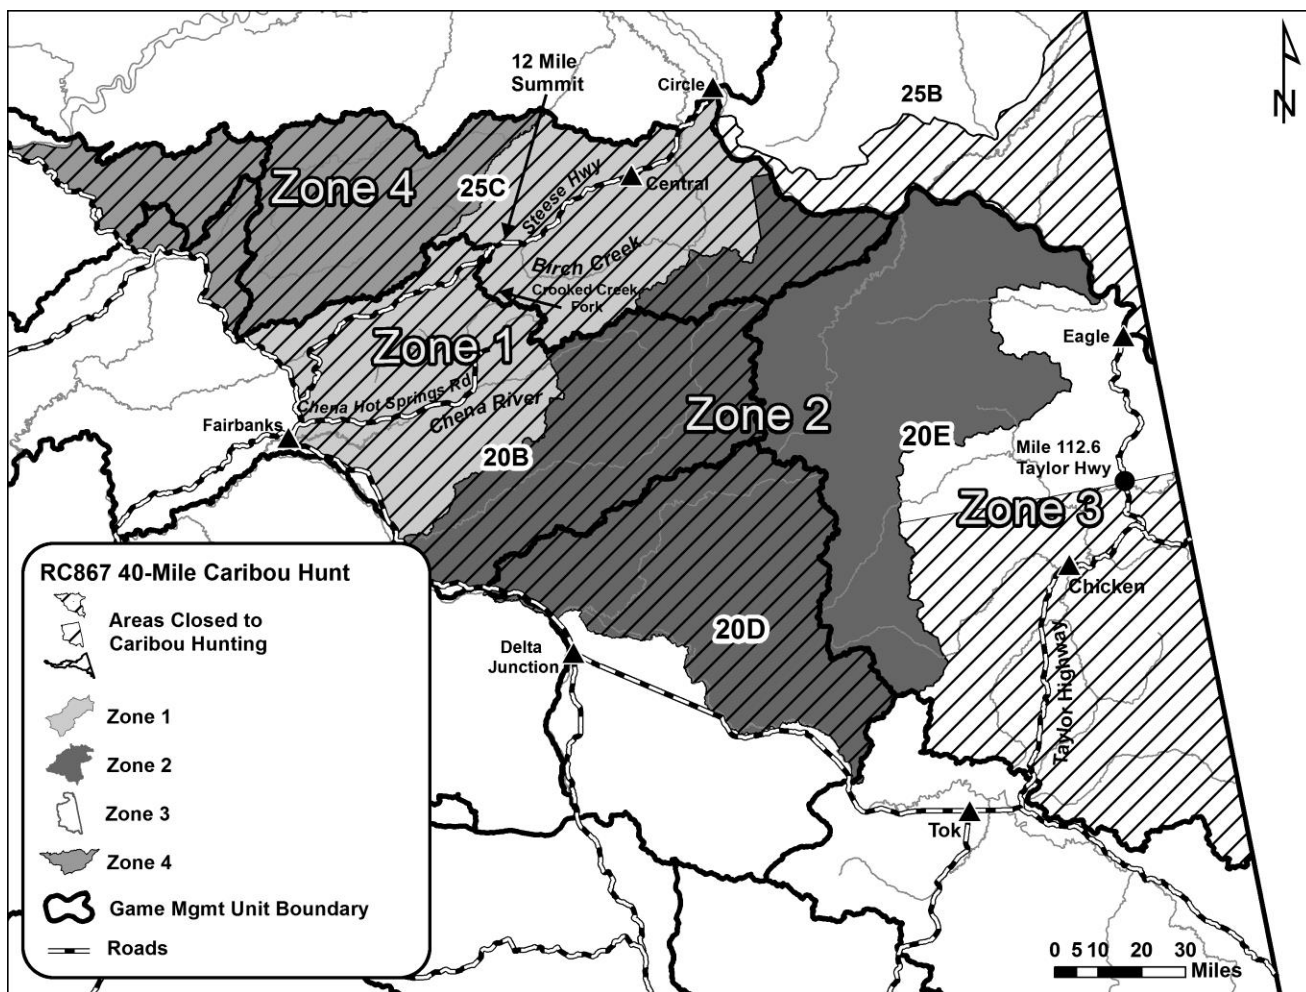 12 Mile
Summit
Circle
25B
N
Zone 4
25C
Steese Hwy
Central
Birch Creek
Crooked Creek
Fork
Zone 1
Eagle
Chena Hot Springs Rd
Chena River
Zone 2
Fairbanks
20B
20E
Mile 112.6
Taylor Hwy
Zone 3
Chicken
20D
Delta
Junction
Taylor Highway
Tok
RC867 40-Mile Caribou Hunt
Areas Closed to
Caribou Hunting
Zone 1
Zone 2
Zone 3
Zone 4
Game Mgmt Unit Boundary
Roads
0 5 10 20 30
Miles